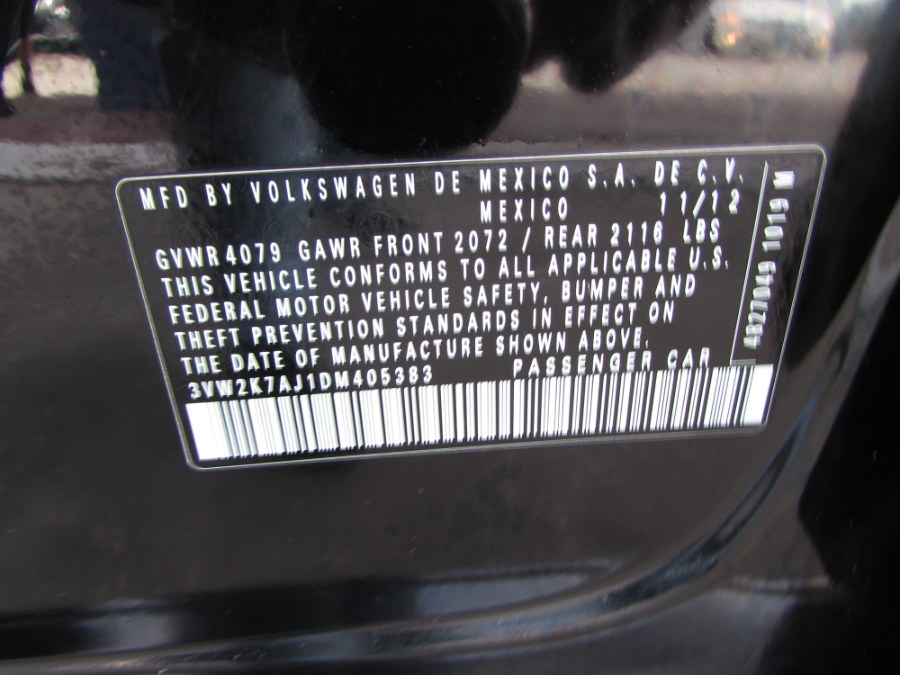 MFD BY VOLKSWAGEN DE MEXICO S.A. DE C.V.
MEXICO 11/12
GVWR 4079 GAWR FRONT 2072 / REAR 2116 LBS
THIS VEHICLE CONFORMS TO ALL APPLICABLE U.S.
FEDERAL MOTOR VEHICLE SAFETY, BUMPER AND
THEFT PREVENTION STANDARDS IN EFFECT ON
THE DATE OF MANUFACTURE SHOWN ABOVE.
3VW2K7AJ1DM405383 PASSENGER CAR
4B27049 1019 M